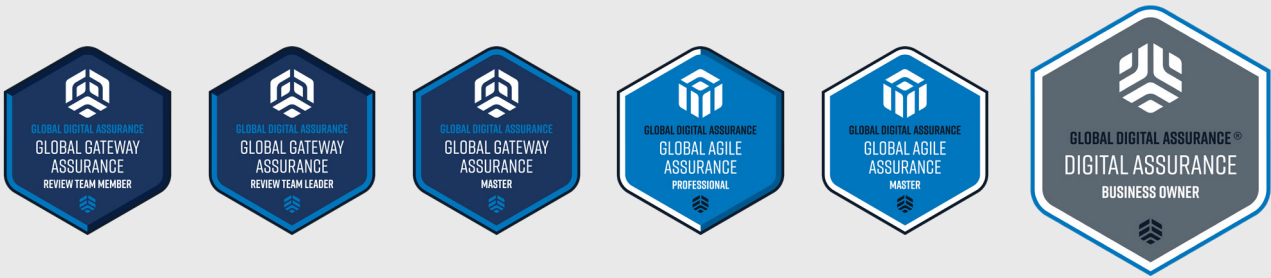 GLOBAL DIGITAL ASSURANCE
GLOBAL GATEWAY
ASSURANCE
REVIEW TEAM MEMBER
GLOBAL DIGITAL ASSURANCE
GLOBAL GATEWAY
ASSURANCE
REVIEW TEAM LEADER
GLOBAL DIGITAL ASSURANCE
GLOBAL GATEWAY
ASSURANCE
MASTER
GLOBAL DIGITAL ASSURANCE
GLOBAL AGILE
ASSURANCE
PROFESSIONAL
GLOBAL DIGITAL ASSURANCE
GLOBAL AGILE
ASSURANCE
MASTER
GLOBAL DIGITAL ASSURANCE®
DIGITAL ASSURANCE
BUSINESS OWNER